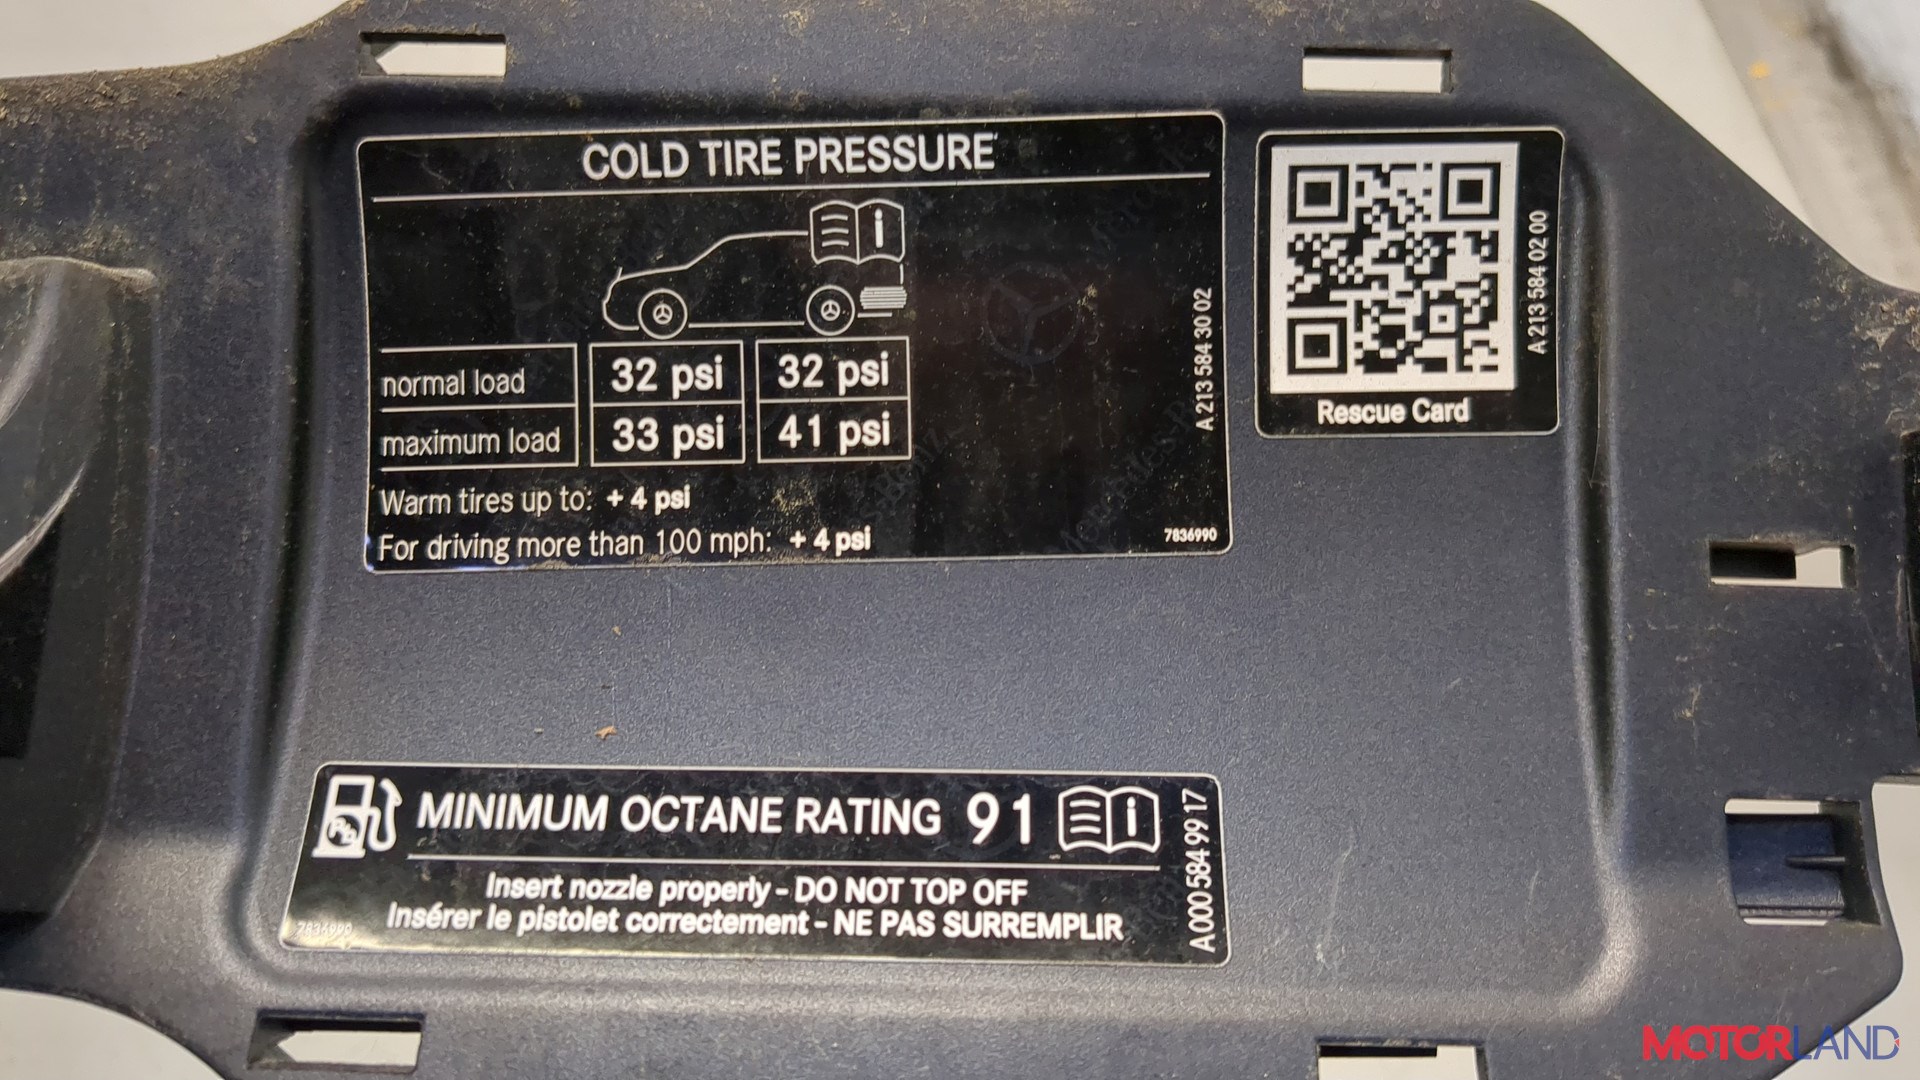 COLD TIRE PRESSURE
normal load 32 psi 32 psi
maximum load 33 psi 41 psi
Warm tires up to: + 4 psi
For driving more than 100 mph: + 4 psi
7836990
A 213 584 30 02
Rescue Card
A 213 584 02 00
MINIMUM OCTANE RATING 91
Insert nozzle properly - DO NOT TOP OFF
Insérer le pistolet correctement - NE PAS SURREMPLIR
7836990
A 000 584 99 17
MOTORLAND